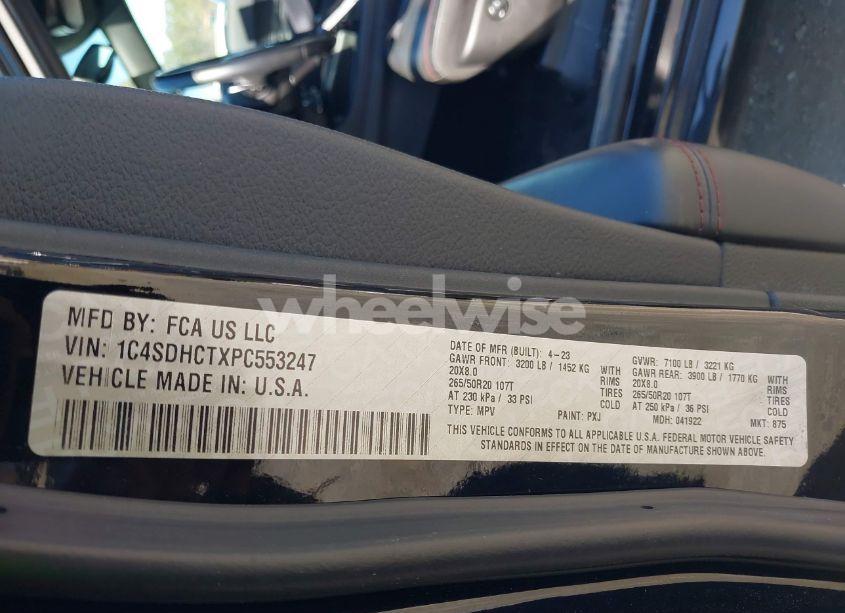 wheelwise
MFD BY: FCA US LLC
VIN: 1C4SDHCTXPC553247
VEHICLE MADE IN: U.S.A.
DATE OF MFR (BUILT): 4-23 GVWR: 7100 LB / 3221 KG
GAWR FRONT: 3200 LB / 1452 KG WITH GAWR REAR: 3900 LB / 1770 KG WITH
20X8.0 RIMS 20X8.0 RIMS
265/50R20 107T TIRES 265/50R20 107T TIRES
AT 230 kPa / 33 PSI COLD AT 250 kPa / 36 PSI COLD
TYPE: MPV PAINT: PXJ MDH: 041922 MKT: 875
THIS VEHICLE CONFORMS TO ALL APPLICABLE U.S.A. FEDERAL MOTOR VEHICLE SAFETY
STANDARDS IN EFFECT ON THE DATE OF MANUFACTURE SHOWN ABOVE.